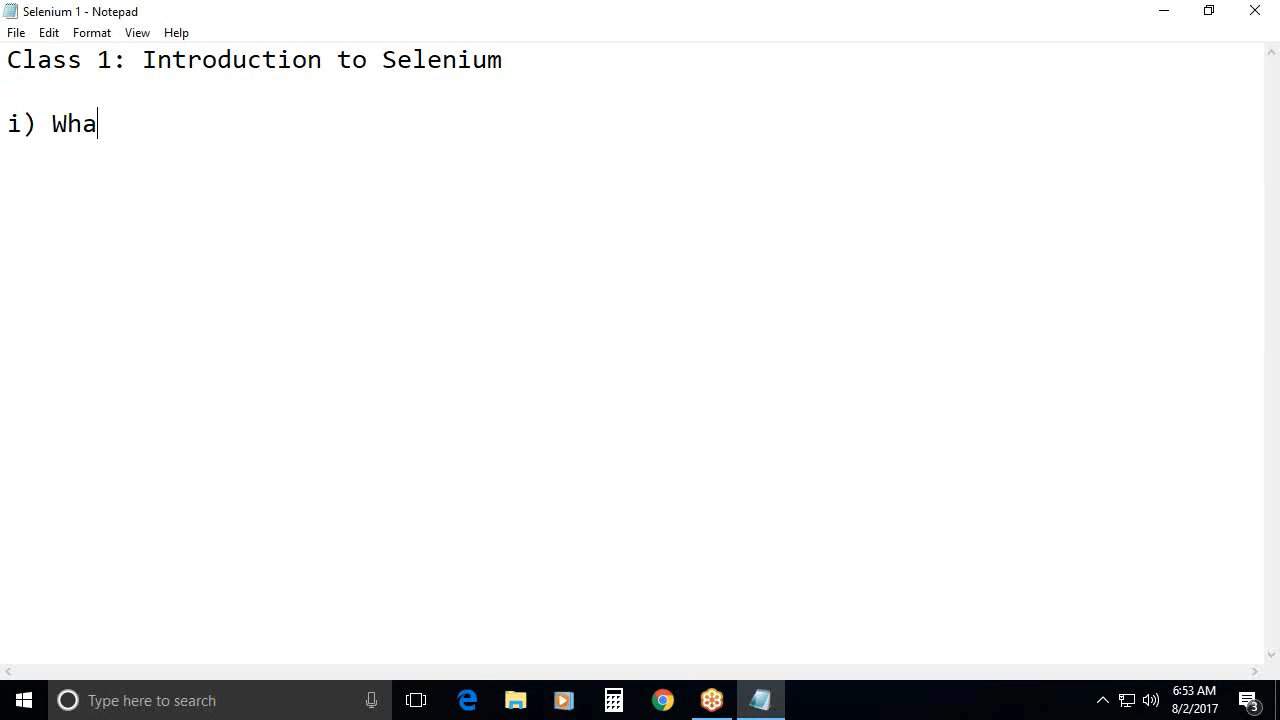 Selenium 1 - Notepad
File Edit Format View Help
Class 1: Introduction to Selenium
i) Wha
Type here to search
6:53 AM
8/2/2017
3